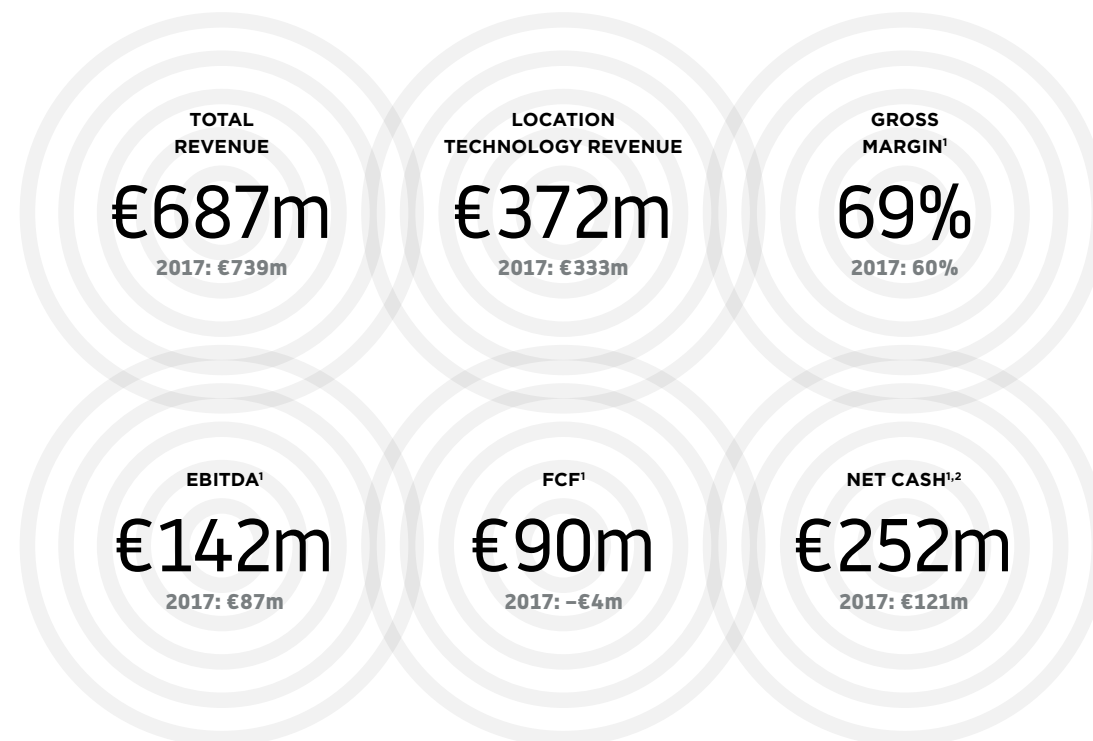 TOTAL
REVENUE
€687m
2017: €739m
LOCATION
TECHNOLOGY REVENUE
€372m
2017: €333m
GROSS
MARGIN¹
69%
2017: 60%
EBITDA¹
€142m
2017: €87m
FCF¹
€90m
2017: –€4m
NET CASH¹,²
€252m
2017: €121m